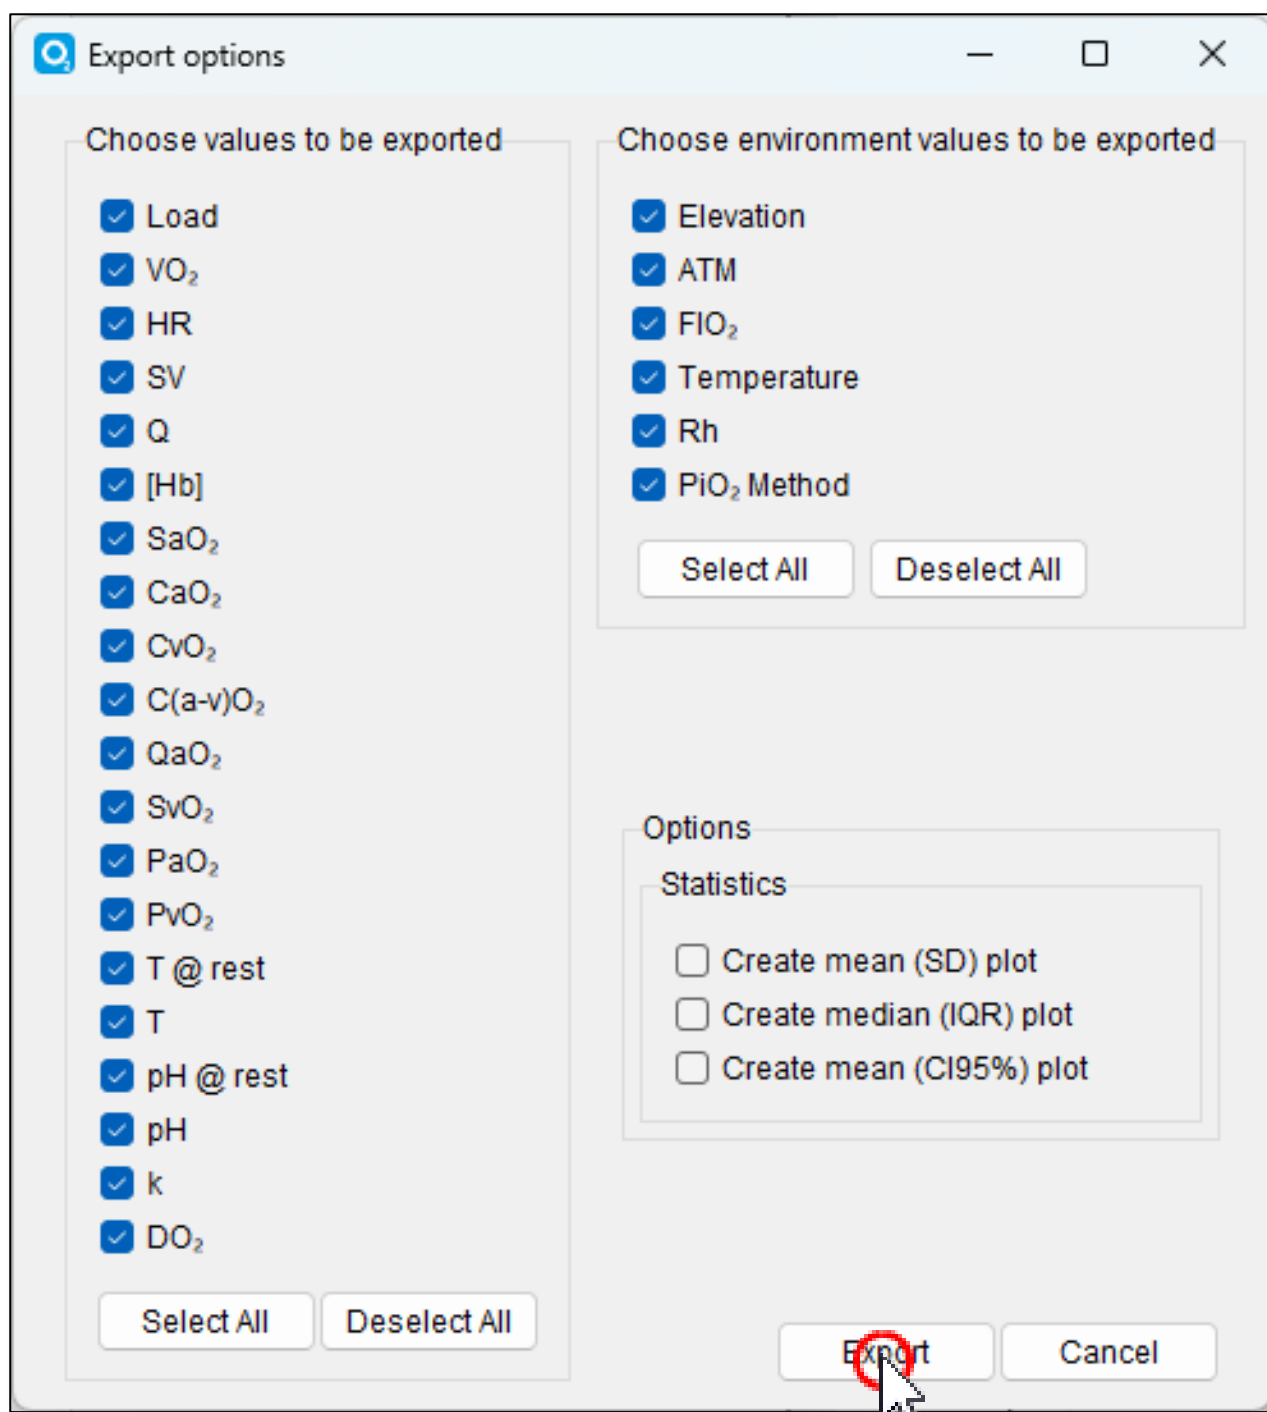 O₂ Export options
Choose values to be exported
Load
VO₂
HR
SV
Q
[Hb]
SaO₂
CaO₂
CvO₂
C(a-v)O₂
QaO₂
SvO₂
PaO₂
PvO₂
T @ rest
T
pH @ rest
pH
k
DO₂
Select All Deselect All
Choose environment values to be exported
Elevation
ATM
FIO₂
Temperature
Rh
PiO₂ Method
Select All Deselect All
Options
Statistics
Create mean (SD) plot
Create median (IQR) plot
Create mean (CI95%) plot
Export Cancel